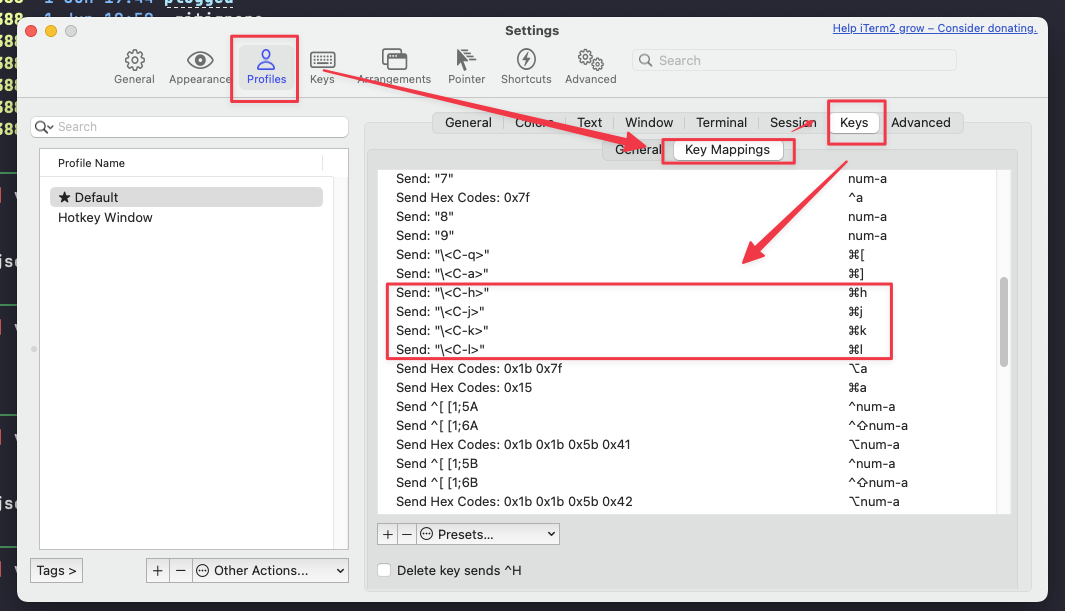 1 Jun 19:44 plugged
Settings
Help iTerm2 grow – Consider donating.
General
Appearance
Profiles
Keys
Arrangements
Pointer
Shortcuts
Advanced
Search
Search
General
Colors
Text
Window
Terminal
Session
Keys
Advanced
General
Key Mappings
Profile Name
★ Default
Hotkey Window
Send: "7" num-a
Send Hex Codes: 0x7f ^a
Send: "8" num-a
Send: "9" num-a
Send: "\<C-q>" ⌘[
Send: "\<C-a>" ⌘]
Send: "\<C-h>" ⌘h
Send: "\<C-j>" ⌘j
Send: "\<C-k>" ⌘k
Send: "\<C-l>" ⌘l
Send Hex Codes: 0x1b 0x7f ⌥a
Send Hex Codes: 0x15 ⌘a
Send ^[ [1;5A ^num-a
Send ^[ [1;6A ^⇧num-a
Send Hex Codes: 0x1b 0x1b 0x5b 0x41 ⌥num-a
Send ^[ [1;5B ^num-a
Send ^[ [1;6B ^⇧num-a
Send Hex Codes: 0x1b 0x1b 0x5b 0x42 ⌥num-a
+ − Presets...
Delete key sends ^H
Tags >
+ − Other Actions...